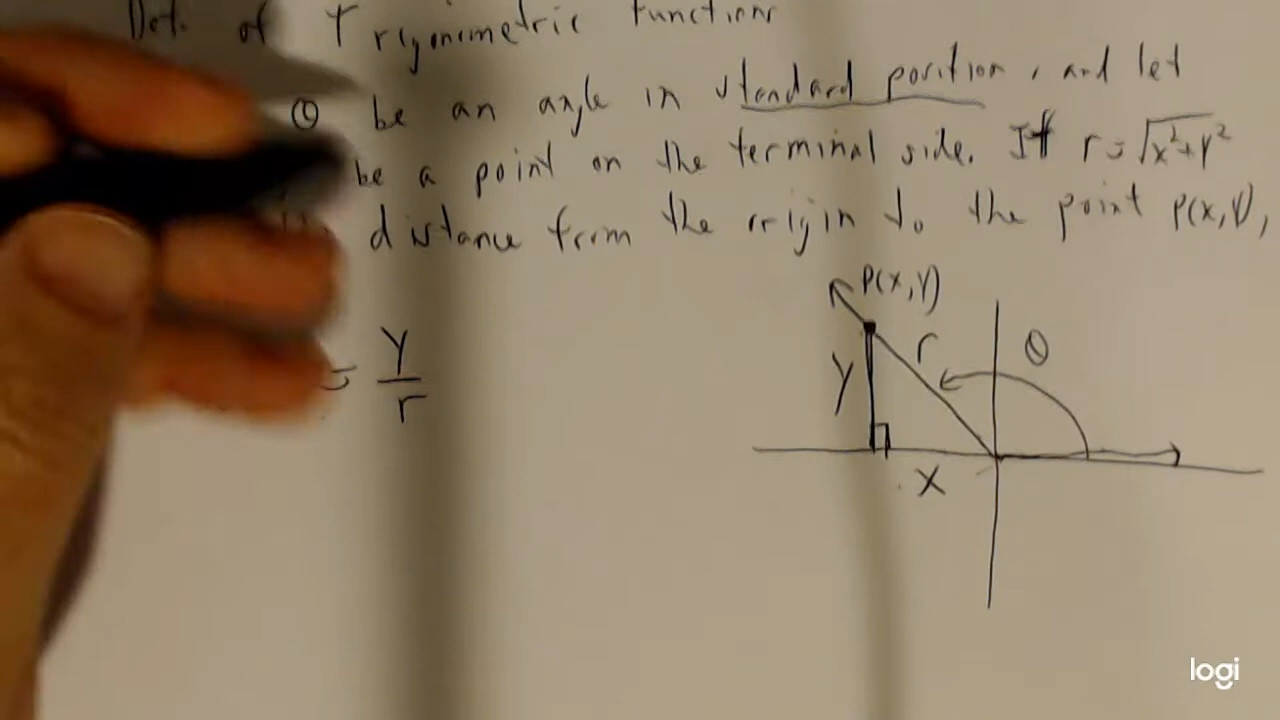 Def. of Trigonometric Functions
θ be an angle in standard position, and let
be a point on the terminal side. If r = √x²+y²
distance from the origin to the point P(x,y),
P(x,y)
r
θ
y
= y/r
x
logi